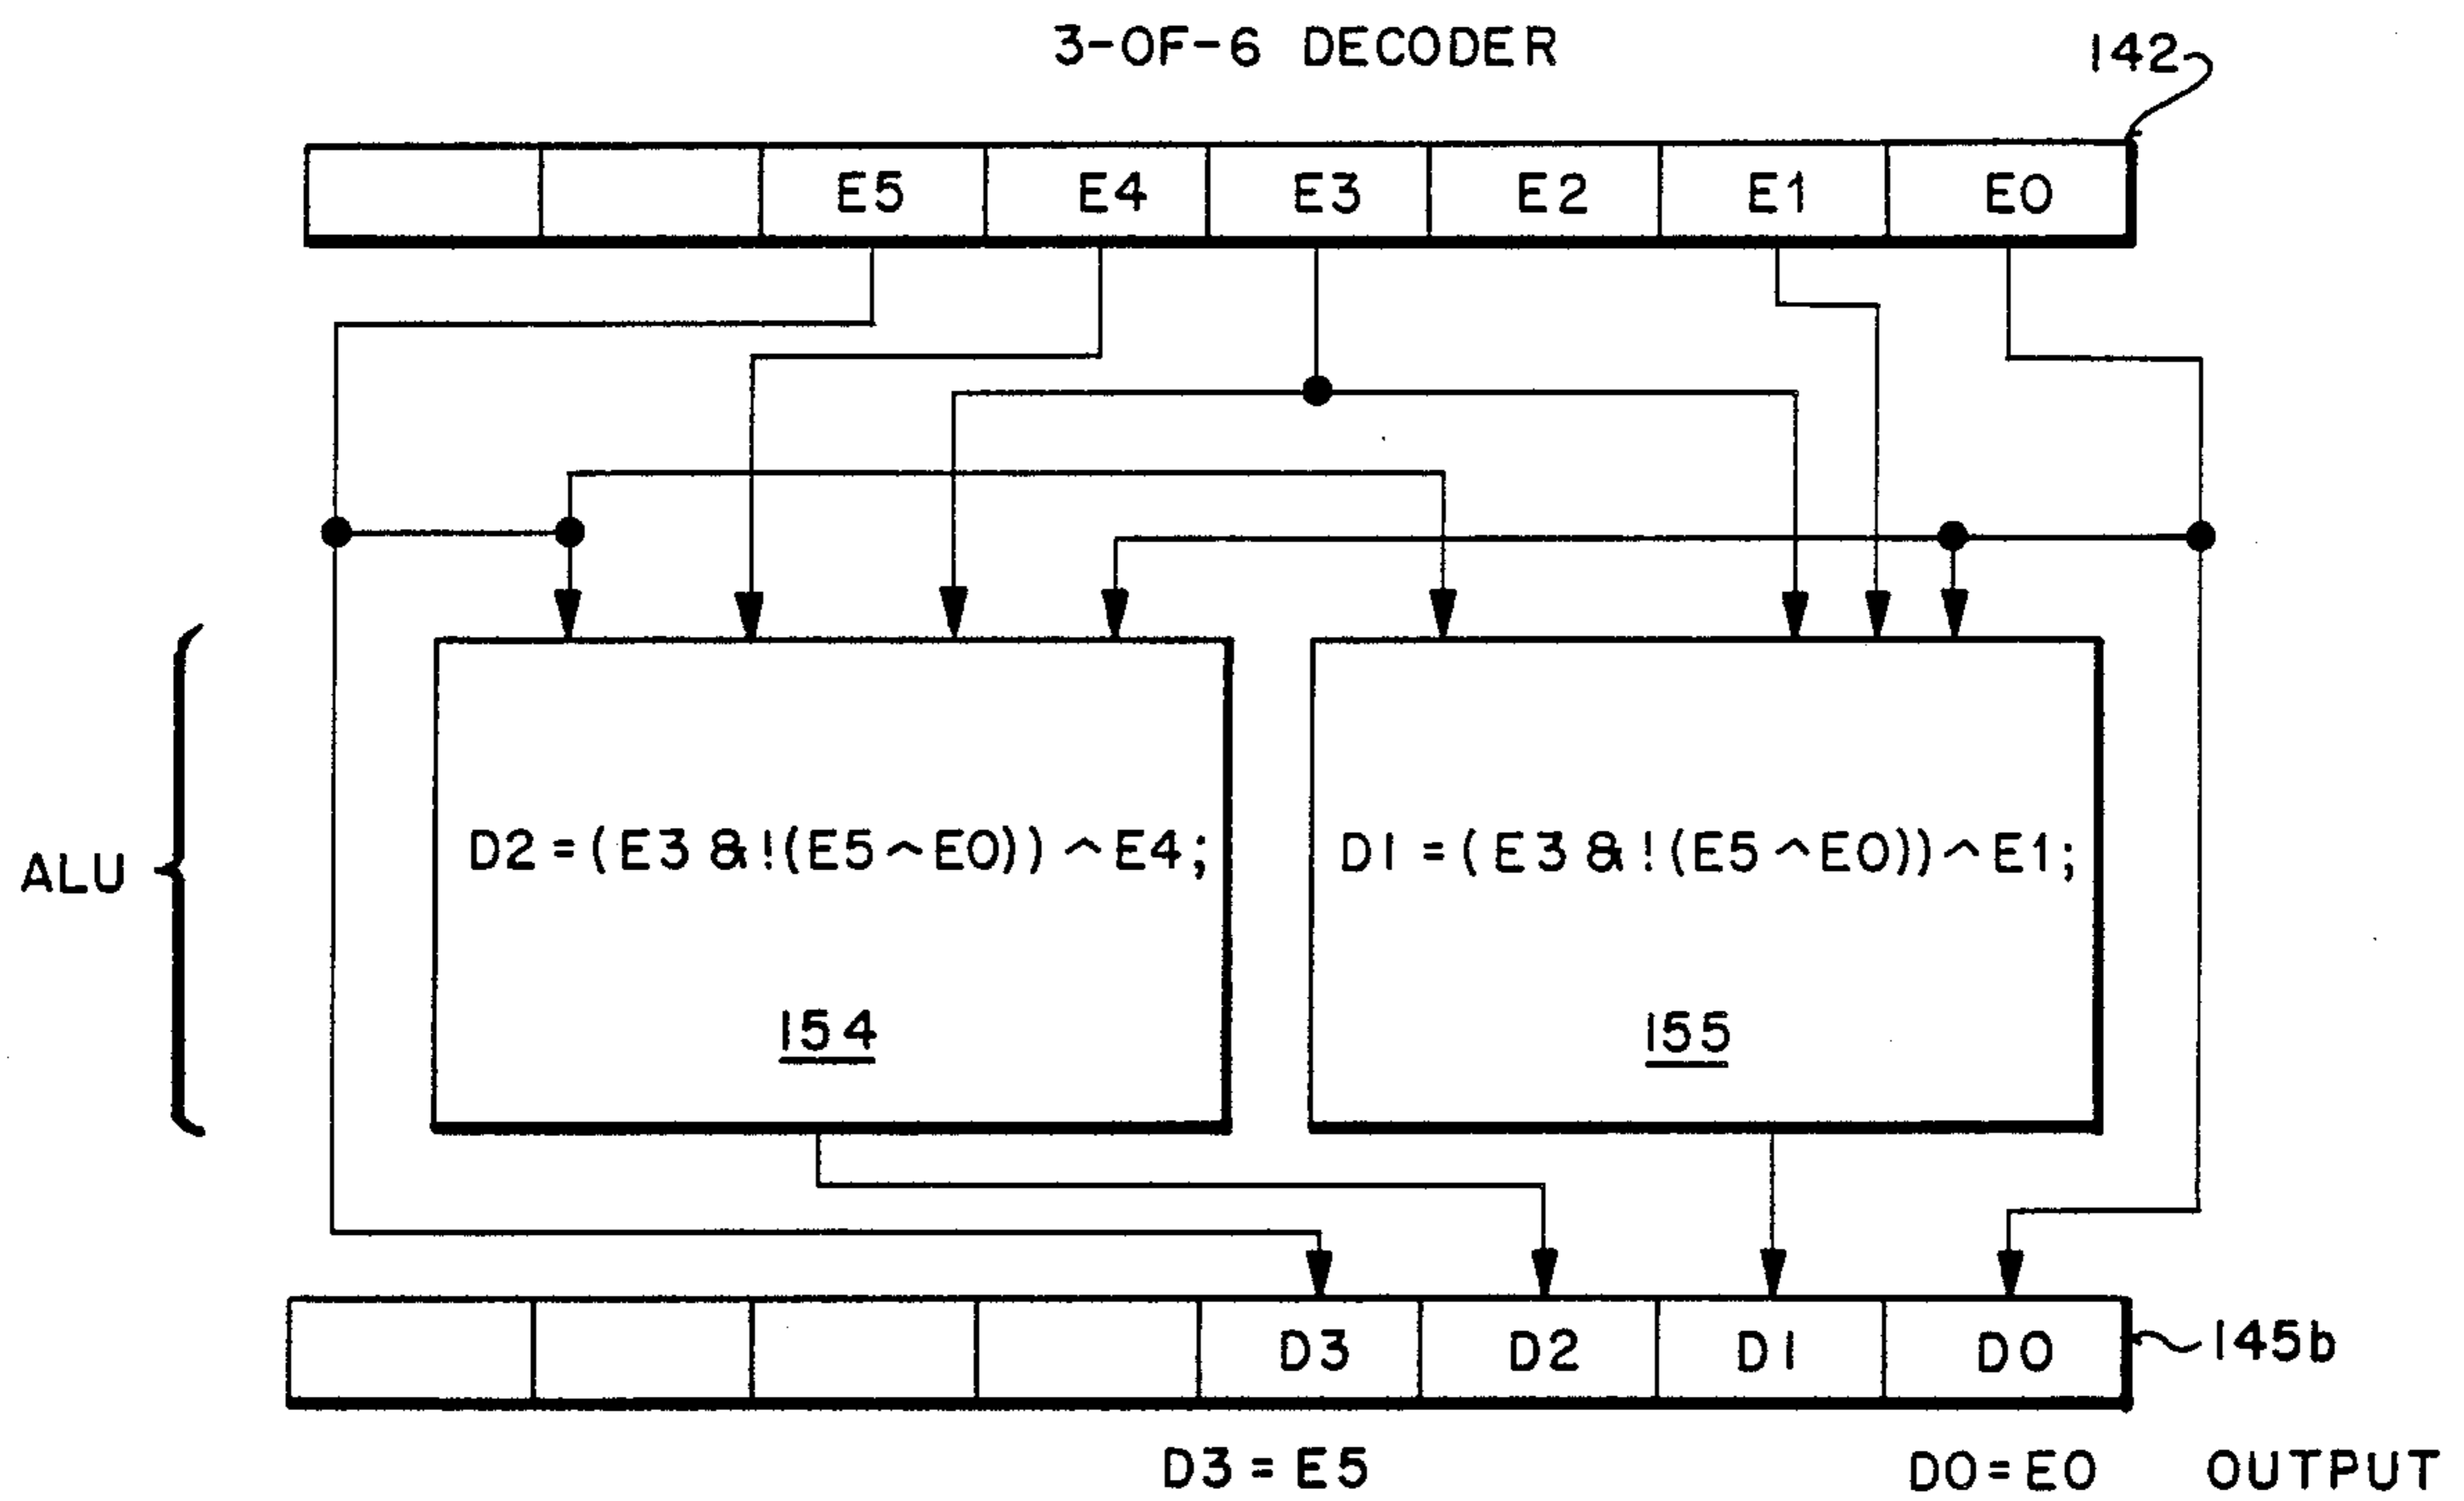 3-OF-6 DECODER
142
E5 E4 E3 E2 E1 E0
ALU
D2=(E3&!(E5^E0))^E4;
D1=(E3&!(E5^E0))^E1;
154
155
D3 D2 D1 D0
145b
D3=E5 D0=E0 OUTPUT